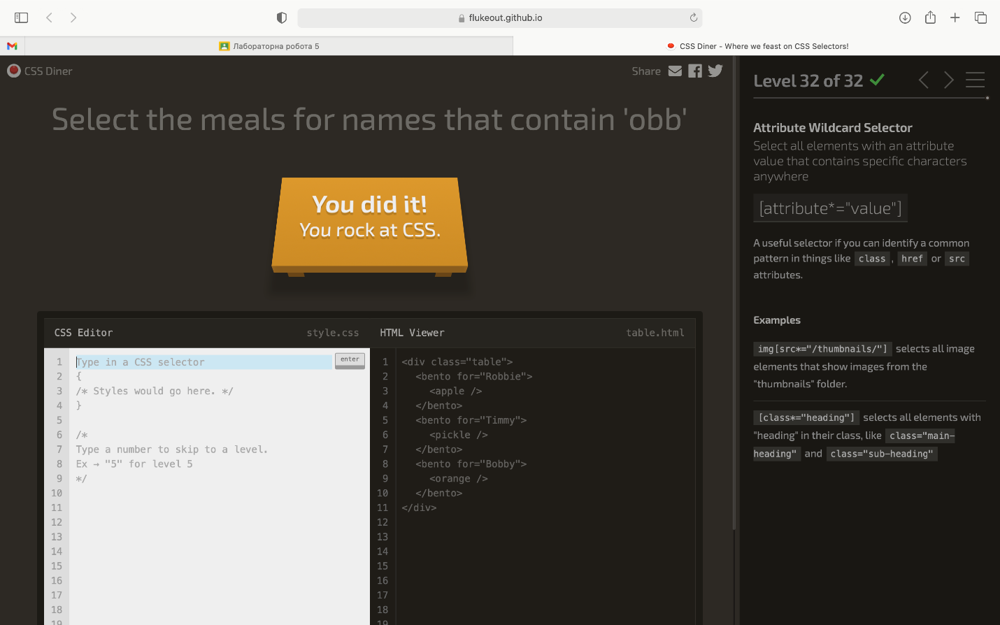 flukeout.github.io
Лабораторна робота 5
CSS Diner - Where we feast on CSS Selectors!
CSS Diner
Share
Select the meals for names that contain 'obb'
You did it!
You rock at CSS.
CSS Editor
style.css
1 Type in a CSS selector
enter
2 {
3 /* Styles would go here. */
4 }
5
6 /*
7 Type a number to skip to a level.
8 Ex → "5" for level 5
9 */
10
11
12
13
14
15
16
17
18
19
HTML Viewer
table.html
1 <div class="table">
2 <bento for="Robbie">
3 <apple />
4 </bento>
5 <bento for="Timmy">
6 <pickle />
7 </bento>
8 <bento for="Bobby">
9 <orange />
10 </bento>
11 </div>
12
13
14
15
16
17
18
19
Level 32 of 32
Attribute Wildcard Selector
Select all elements with an attribute
value that contains specific characters
anywhere
[attribute*="value"]
A useful selector if you can identify a common
pattern in things like class , href or src
attributes.
Examples
img[src*="/thumbnails/"] selects all image
elements that show images from the
"thumbnails" folder.
[class*="heading"] selects all elements with
"heading" in their class, like class="main-
heading" and class="sub-heading"